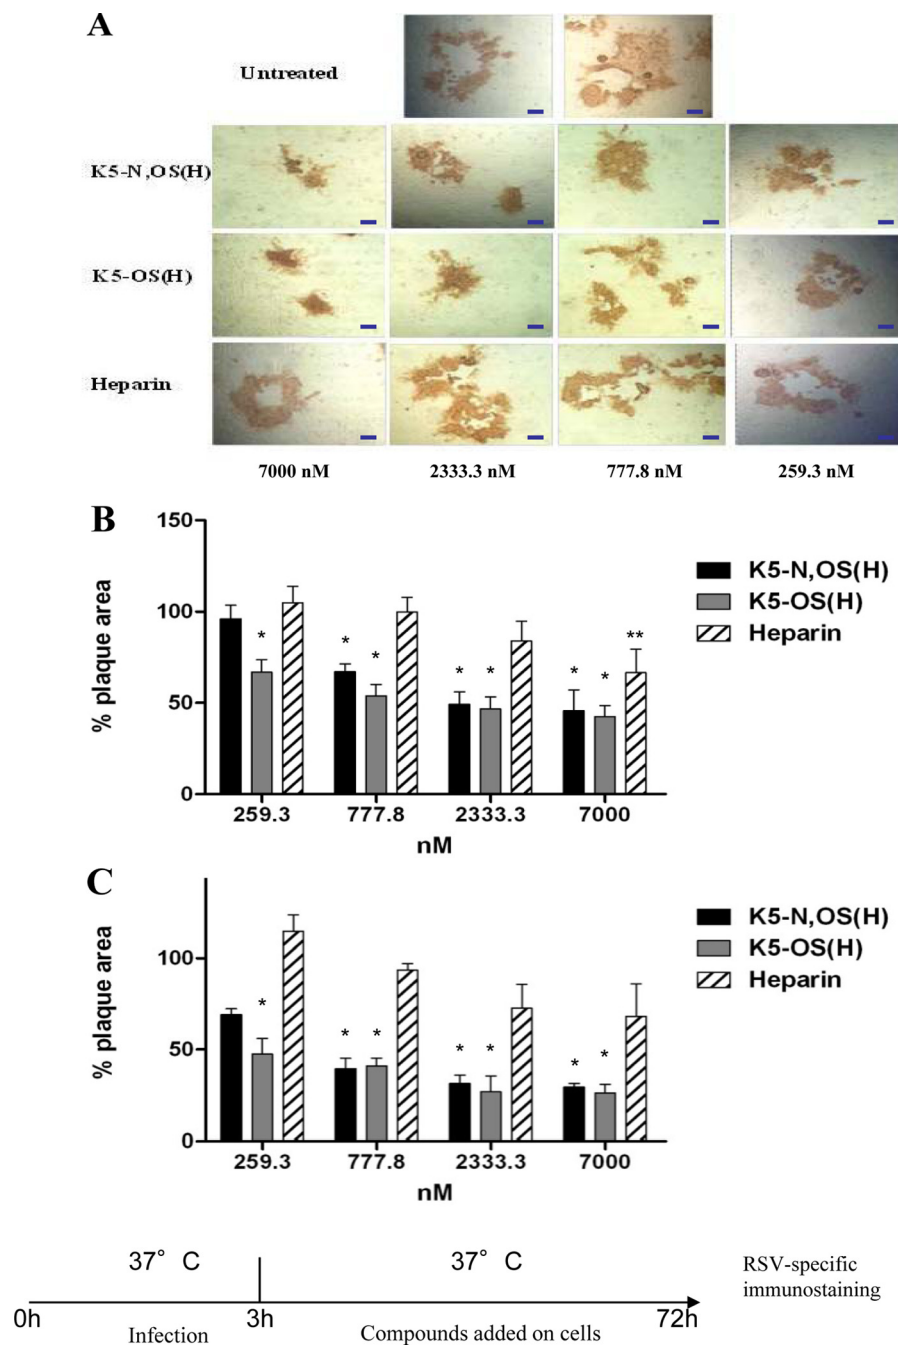 A
Untreated
K5-N,OS(H)
K5-OS(H)
Heparin
7000 nM 2333.3 nM 777.8 nM 259.3 nM
B
150
100
50
0
% plaque area
* * * * * * * **
259.3 777.8 2333.3 7000
nM
K5-N,OS(H)
K5-OS(H)
Heparin
C
100
50
0
% plaque area
* * * * * * *
259.3 777.8 2333.3 7000
nM
K5-N,OS(H)
K5-OS(H)
Heparin
37° C 37° C
RSV-specific
immunostaining
0h 3h 72h
Infection Compounds added on cells